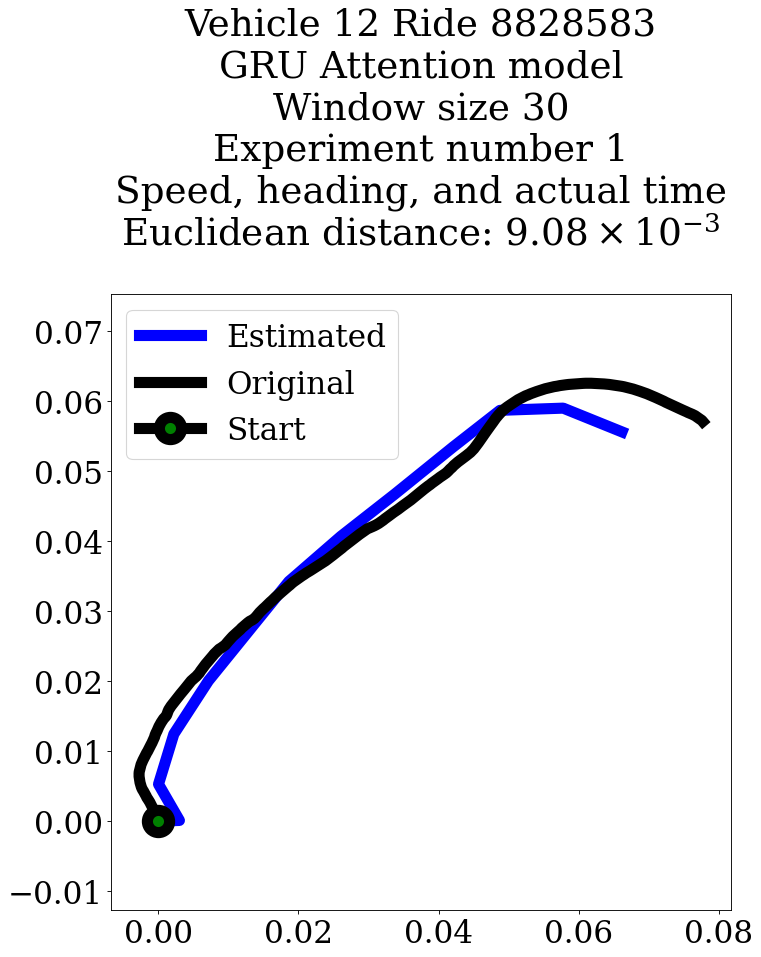 Vehicle 12 Ride 8828583
GRU Attention model
Window size 30
Experiment number 1
Speed, heading, and actual time
Euclidean distance: 9.08 × 10⁻³
Estimated
Original
Start
0.07
0.06
0.05
0.04
0.03
0.02
0.01
0.00
−0.01
0.00 0.02 0.04 0.06 0.08